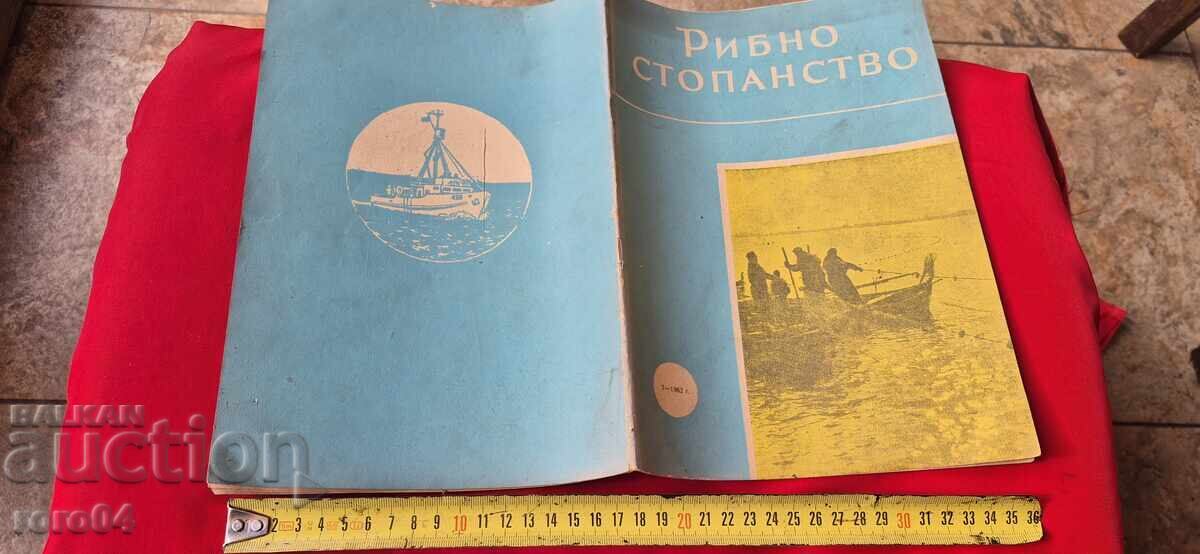 Рибно
стопанство
1—1962 г.
BALKAN
auction
roro04
2 3 4 5 6 7 8 9 10 11 12 13 14 15 16 17 18 19 20 21 22 23 24 25 26 27 28 29 30 31 32 33 34 35 36